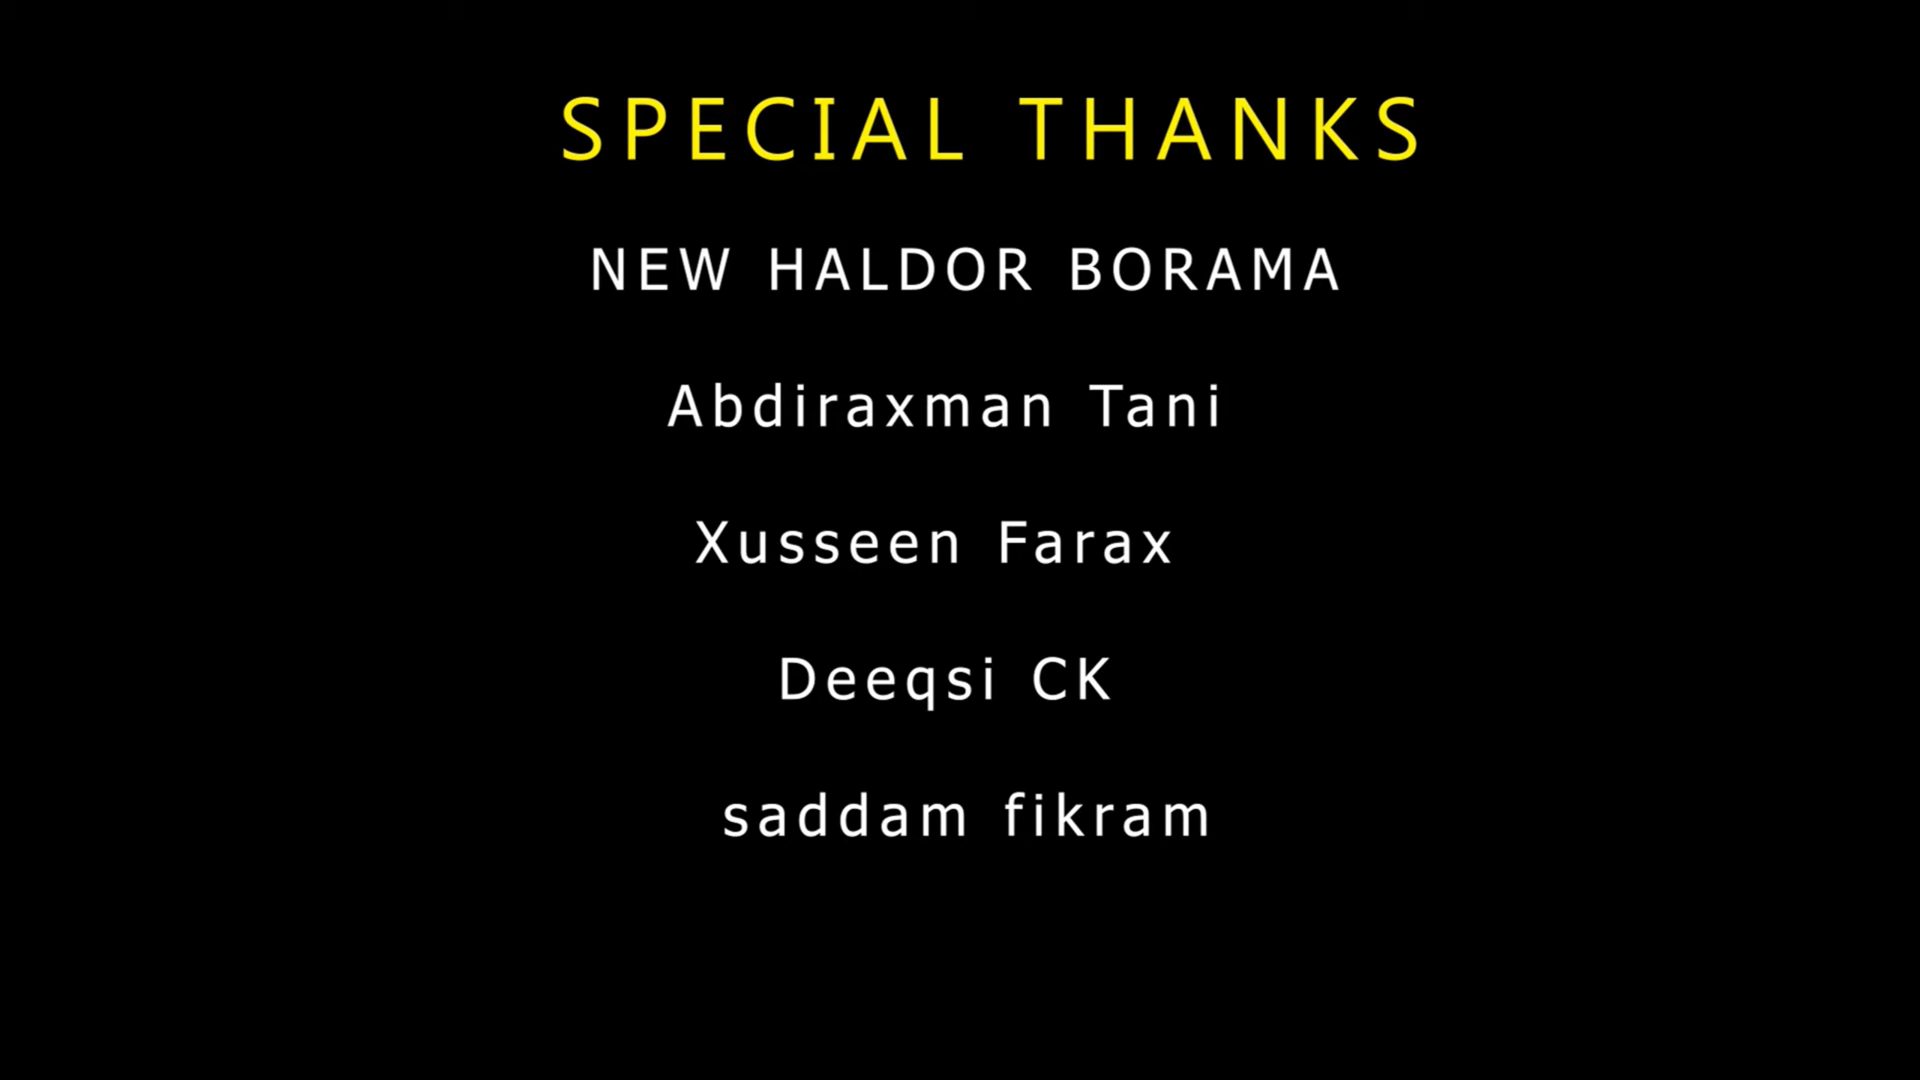 SPECIAL THANKS
NEW HALDOR BORAMA
Abdiraxman Tani
Xusseen Farax
Deeqsi CK
saddam fikram